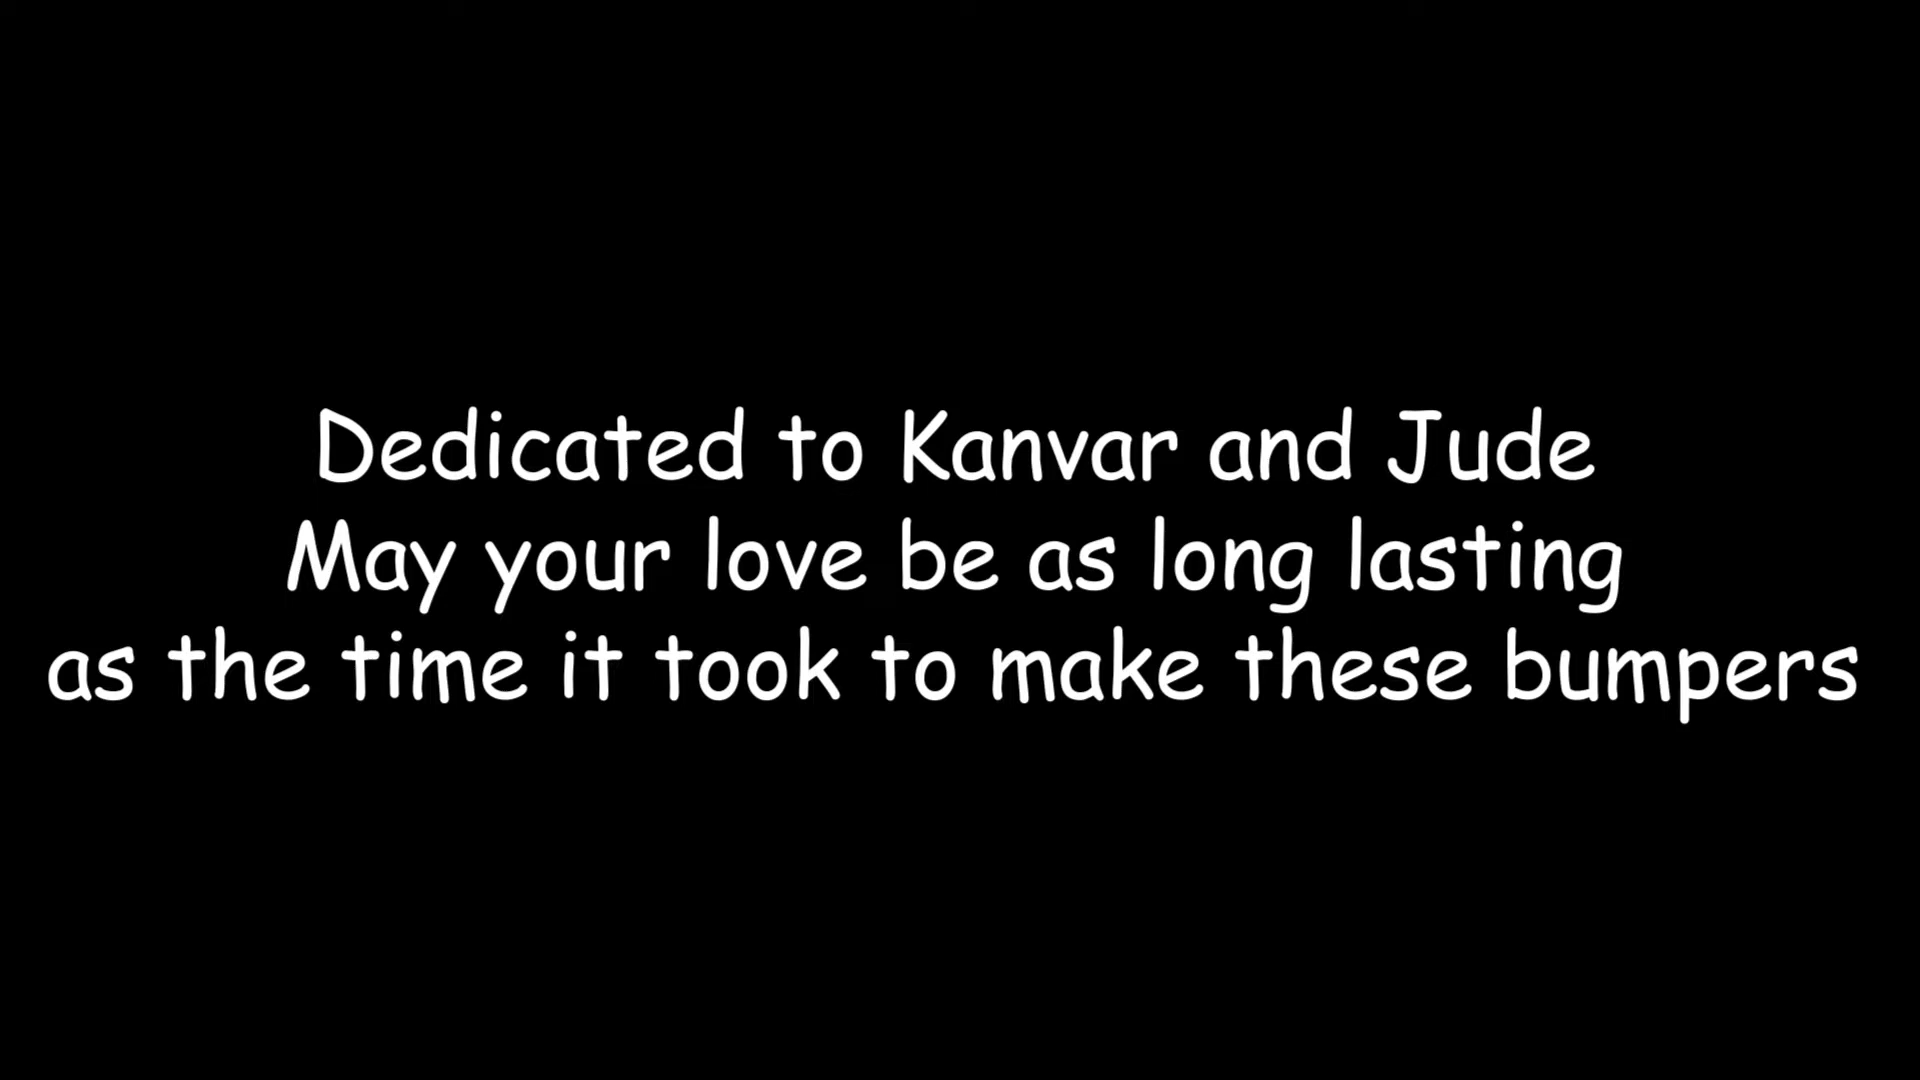 Dedicated to Kanvar and Jude
May your love be as long lasting
as the time it took to make these bumpers